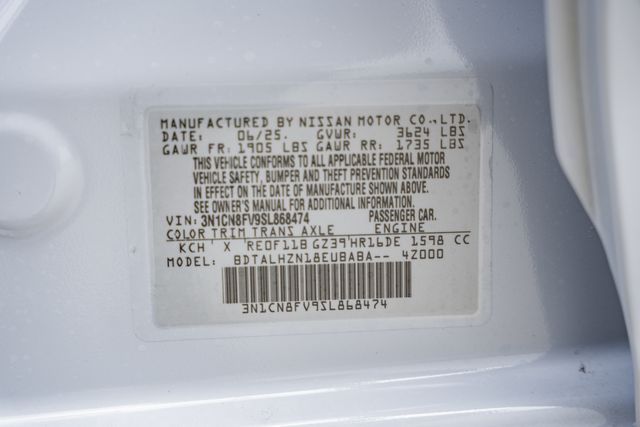 MANUFACTURED BY NISSAN MOTOR CO.,LTD.
DATE: 06/25. GVWR: 3624 LBS
GAWR FR: 1905 LBS GAWR RR: 1735 LBS
THIS VEHICLE CONFORMS TO ALL APPLICABLE FEDERAL MOTOR
VEHICLE SAFETY, BUMPER AND THEFT PREVENTION STANDARDS
IN EFFECT ON THE DATE OF MANUFACTURE SHOWN ABOVE.
SEE OWNER'S MANUAL FOR ADDITIONAL INFORMATION.
VIN: 3N1CN8FV9SL868474 PASSENGER CAR.
COLOR TRIM TRANS AXLE ENGINE
KCH' X 'RE0F11B GZ39'HR16DE 1598 CC
MODEL: BDTALHZN18EUBABA-- 4Z000
3N1CN8FV9SL868474